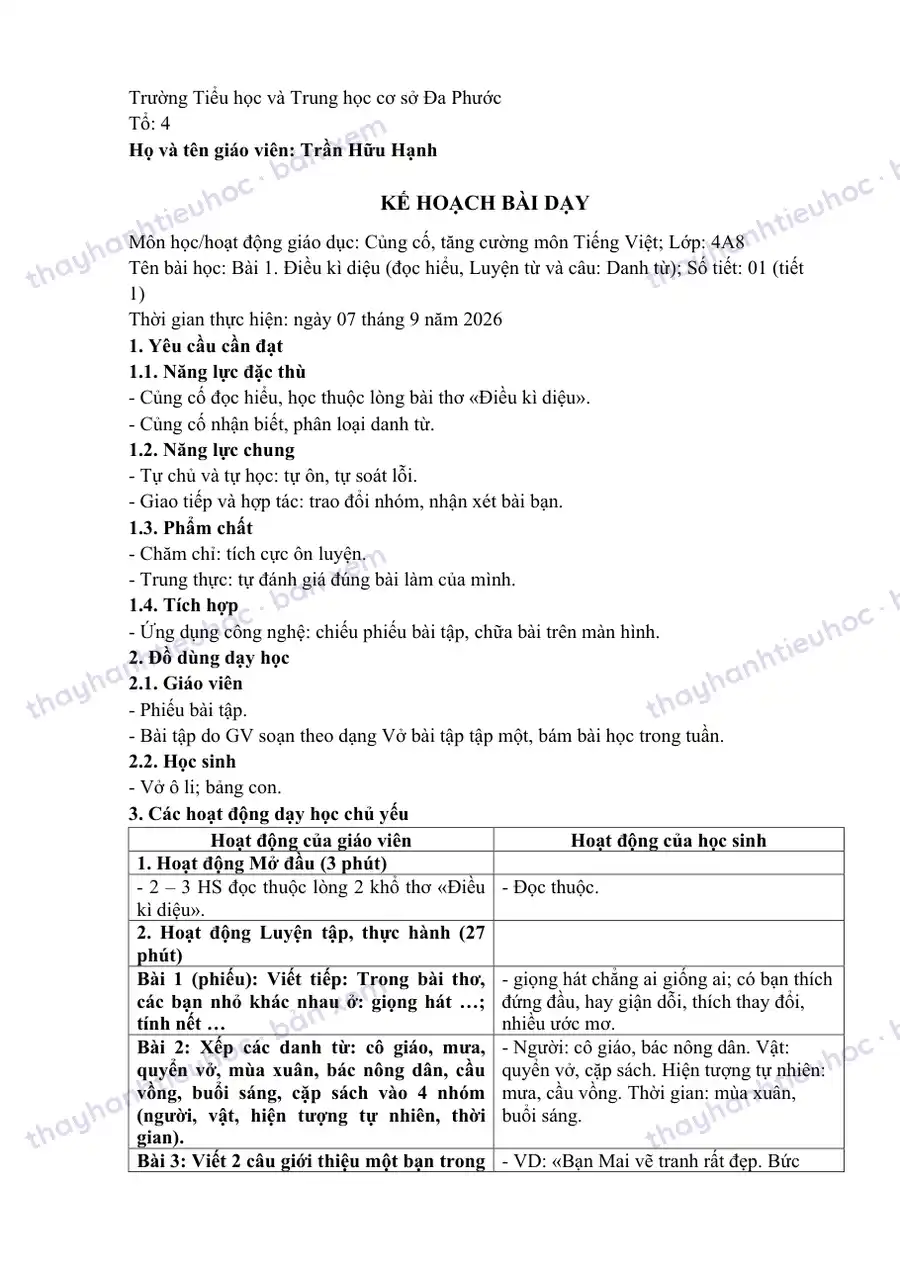 Trường Tiểu học và Trung học cơ sở Đa Phước
Tổ: 4
Họ và tên giáo viên: Trần Hữu Hạnh
KẾ HOẠCH BÀI DẠY
Môn học/hoạt động giáo dục: Củng cố, tăng cường môn Tiếng Việt; Lớp: 4A8
Tên bài học: Bài 1. Điều kì diệu (đọc hiểu, Luyện từ và câu: Danh từ); Số tiết: 01 (tiết
1)
Thời gian thực hiện: ngày 07 tháng 9 năm 2026
1. Yêu cầu cần đạt
1.1. Năng lực đặc thù
- Củng cố đọc hiểu, học thuộc lòng bài thơ «Điều kì diệu».
- Củng cố nhận biết, phân loại danh từ.
1.2. Năng lực chung
- Tự chủ và tự học: tự ôn, tự soát lỗi.
- Giao tiếp và hợp tác: trao đổi nhóm, nhận xét bài bạn.
1.3. Phẩm chất
- Chăm chỉ: tích cực ôn luyện.
- Trung thực: tự đánh giá đúng bài làm của mình.
1.4. Tích hợp
- Ứng dụng công nghệ: chiếu phiếu bài tập, chữa bài trên màn hình.
2. Đồ dùng dạy học
2.1. Giáo viên
- Phiếu bài tập.
- Bài tập do GV soạn theo dạng Vở bài tập tập một, bám bài học trong tuần.
2.2. Học sinh
- Vở ô li; bảng con.
3. Các hoạt động dạy học chủ yếu
Hoạt động của giáo viên
Hoạt động của học sinh
1. Hoạt động Mở đầu (3 phút)
- 2 – 3 HS đọc thuộc lòng 2 khổ thơ «Điều
kì diệu».
- Đọc thuộc.
2. Hoạt động Luyện tập, thực hành (27
phút)
Bài 1 (phiếu): Viết tiếp: Trong bài thơ,
các bạn nhỏ khác nhau ở: giọng hát …;
tính nết …
- giọng hát chẳng ai giống ai; có bạn thích
đứng đầu, hay giận dỗi, thích thay đổi,
nhiều ước mơ.
Bài 2: Xếp các danh từ: cô giáo, mưa,
quyển vở, mùa xuân, bác nông dân, cầu
vồng, buổi sáng, cặp sách vào 4 nhóm
(người, vật, hiện tượng tự nhiên, thời
gian).
- Người: cô giáo, bác nông dân. Vật:
quyển vở, cặp sách. Hiện tượng tự nhiên:
mưa, cầu vồng. Thời gian: mùa xuân,
buổi sáng.
Bài 3: Viết 2 câu giới thiệu một bạn trong
- VD: «Bạn Mai vẽ tranh rất đẹp. Bức
thayhanhtieuhoc · bản xem
thayhanhtieuhoc · b
thayhanhtieuhoc · bản xem
thayhanhtieuhoc · b
thayhanhtieuhoc · bản xem
thayhanhtieuhoc · b